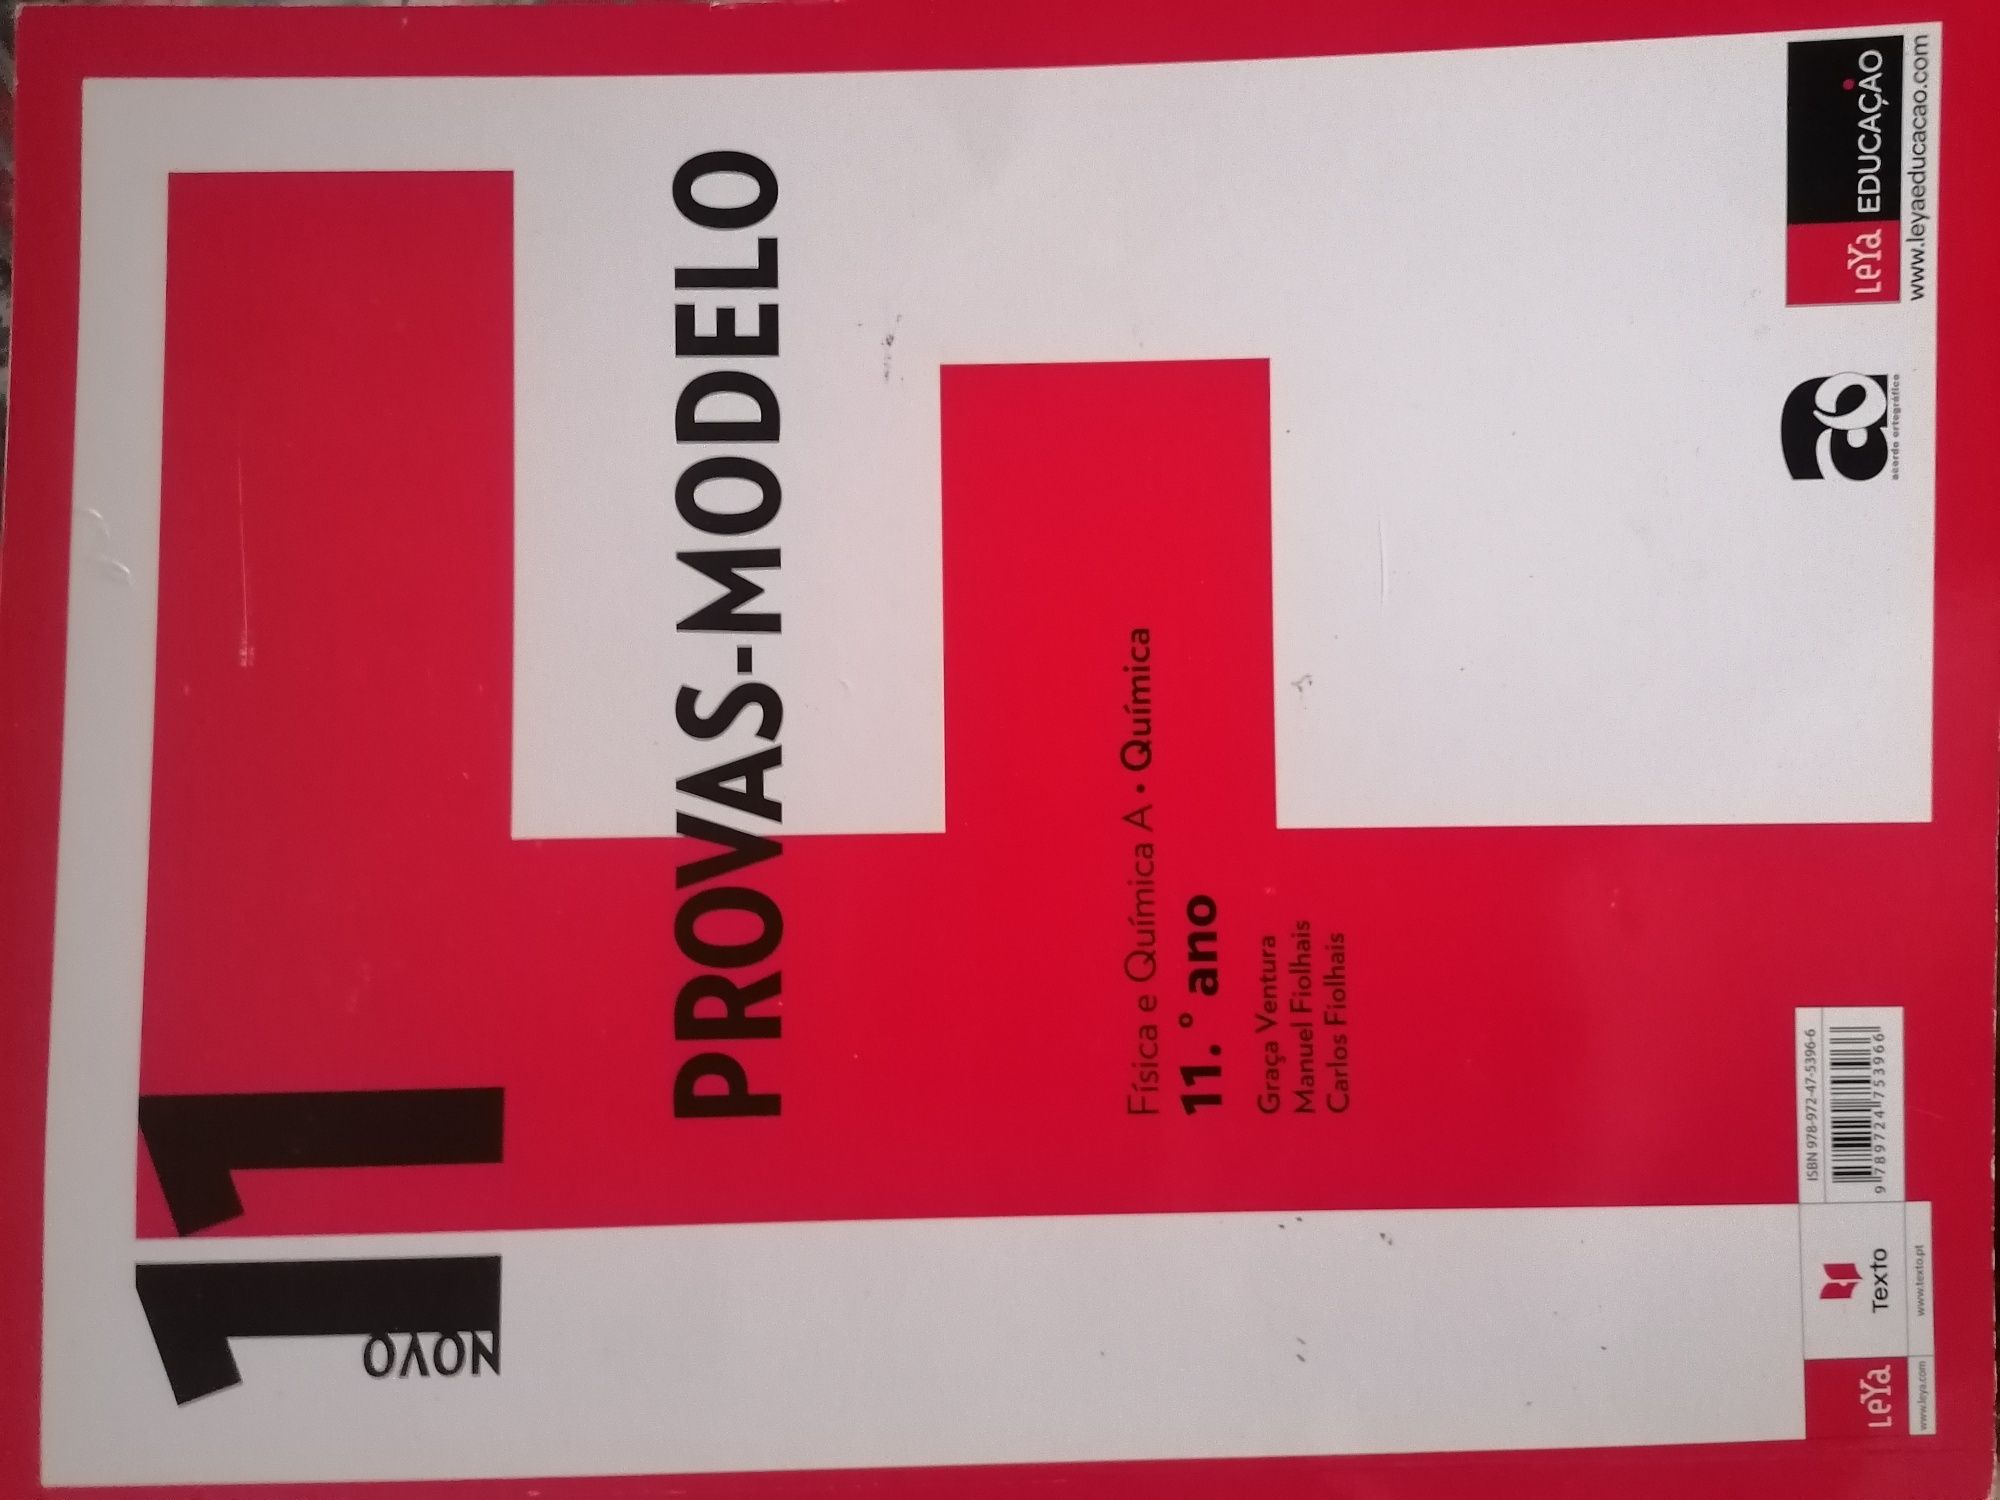 NOVO
11
PROVAS-MODELO
Física e Química A • Química
11.º ano
Graça Ventura
Manuel Fiolhais
Carlos Fiolhais
LeYa
www.leya.com
Texto
www.texto.pt
ISBN 978-972-47-5396-6
9 789724 753966
ao
acordo ortográfico
LeYa EDUCAÇÃO
www.leyaeducacao.com